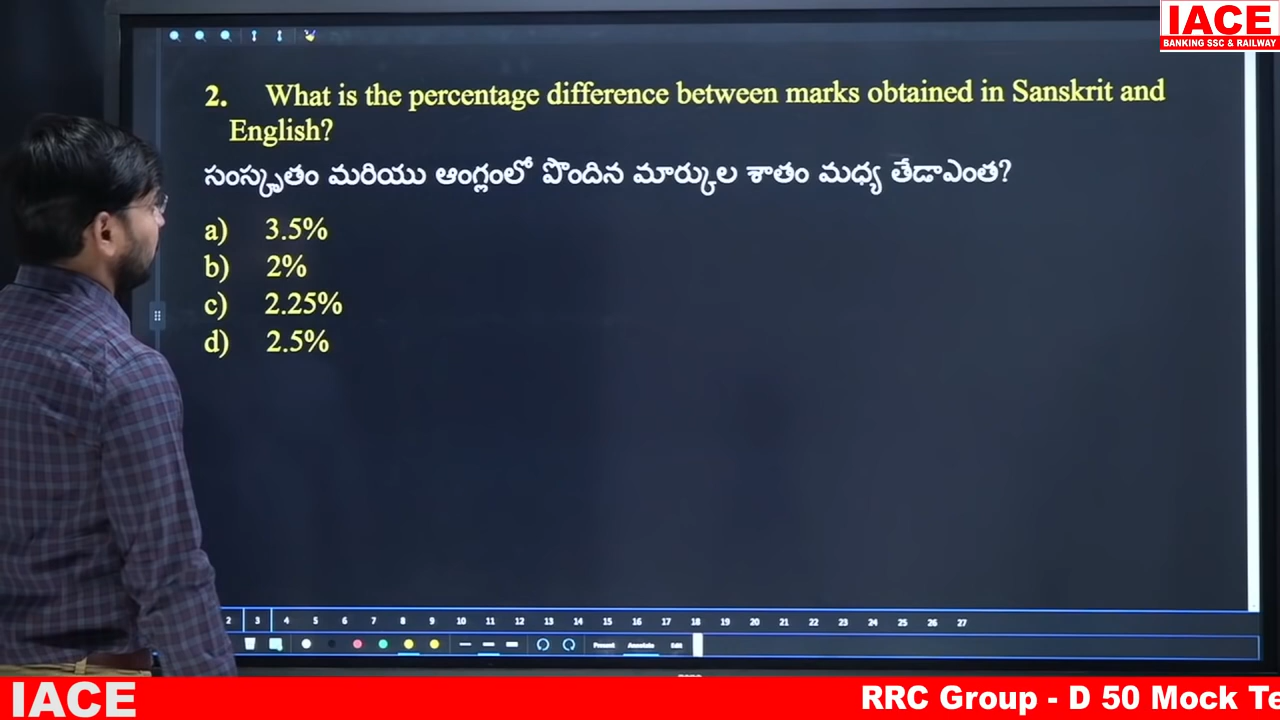 IACE
BANKING SSC & RAILWAY
2. What is the percentage difference between marks obtained in Sanskrit and
English?
సంస్కృతం మరియు ఆంగ్లంలో పొందిన మార్కుల శాతం మధ్య తేడాఎంత?
a) 3.5%
b) 2%
c) 2.25%
d) 2.5%
2 3 4 5 6 7 8 9 10 11 12 13 14 15 16 17 18 19 20 21 22 23 24 25 26 27
Present Annotate Edit
IACE RRC Group - D 50 Mock Te